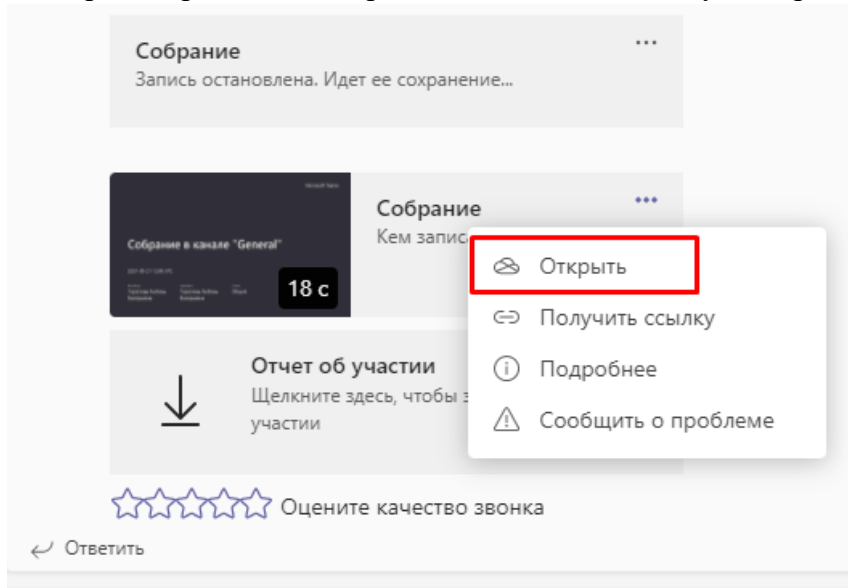 Собрание
Запись остановлена. Идет ее сохранение...
Собрание в канале "General"
18 с
Собрание
Кем запис
Открыть
Получить ссылку
Подробнее
Сообщить о проблеме
Отчет об участии
Щелкните здесь, чтобы з
участии
Оцените качество звонка
Ответить